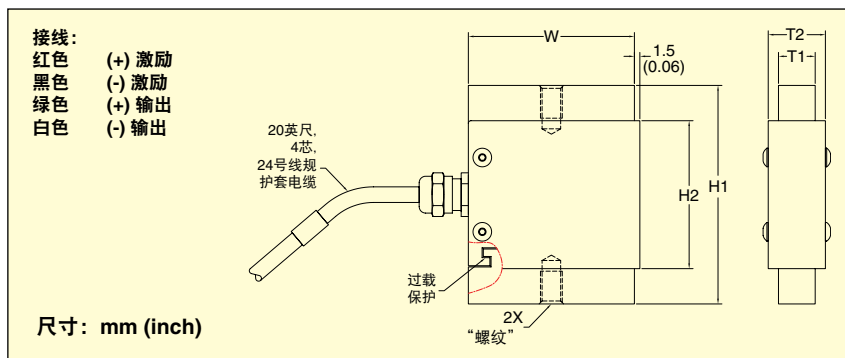 接线:
红色 (+) 激励
黑色 (-) 激励
绿色 (+) 输出
白色 (-) 输出
20英尺,
4芯,
24号线规
护套电缆
过载
保护
2X
“螺纹”
W
1.5
(0.06)
H2
H1
T2
T1
尺寸: mm (inch)